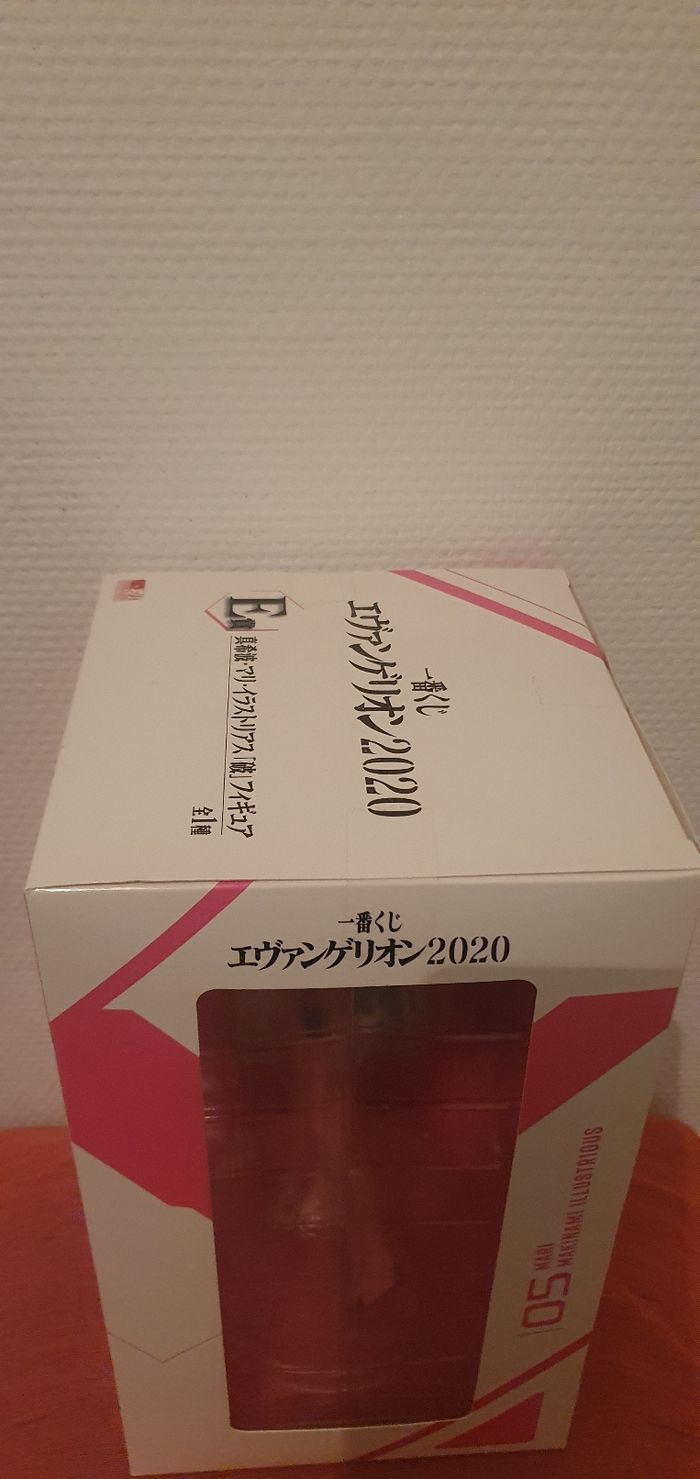 一番くじ
エヴァンゲリオン2020
E賞
真希波・マリ・イラストリアス「破」フィギュア
全1種
一番くじ
エヴァンゲリオン2020
05
MARI
MAKINAMI ILLUSTRIOUS